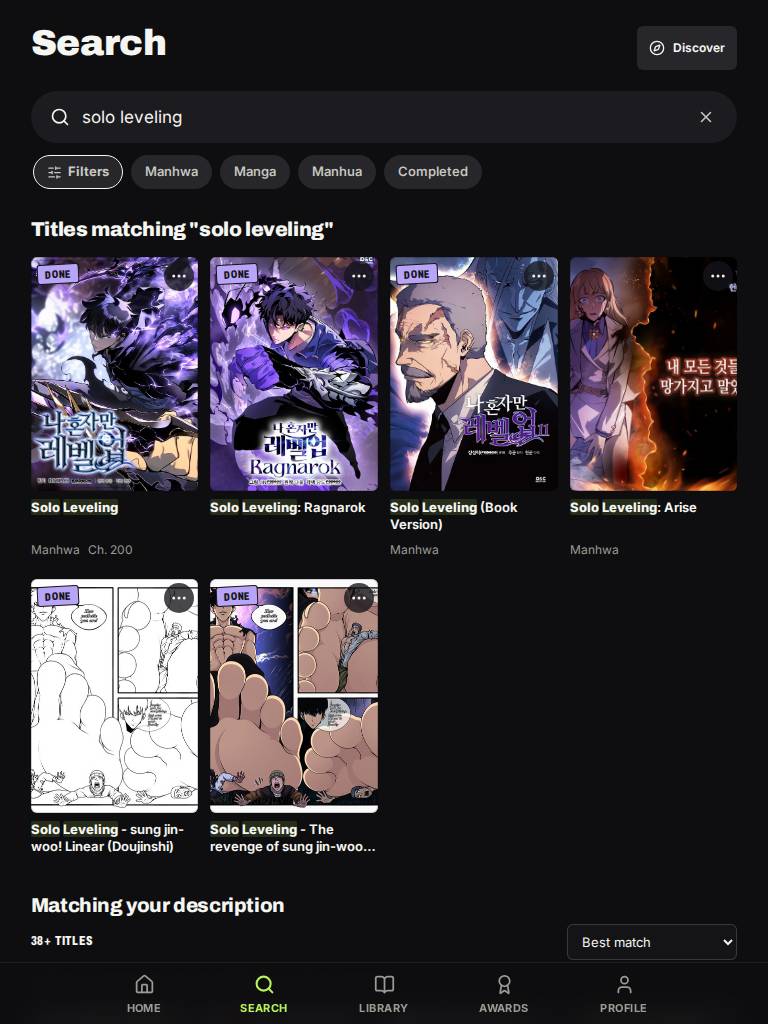 Search
Discover
solo leveling
Filters
Manhwa
Manga
Manhua
Completed
Titles matching "solo leveling"
DONE
나 혼자만
레벨업
DONE
나 혼자만
레벨업
Ragnarok
DONE
나 혼자만
레벨업 II
내 모든 것들
망가지고 말았
Solo Leveling
Manhwa Ch. 200
Solo Leveling: Ragnarok
Solo Leveling (Book
Version)
Manhwa
Solo Leveling: Arise
Manhwa
DONE
DONE
Solo Leveling - sung jin-
woo! Linear (Doujinshi)
Solo Leveling - The
revenge of sung jin-woo...
Matching your description
38+ TITLES
Best match
HOME
SEARCH
LIBRARY
AWARDS
PROFILE